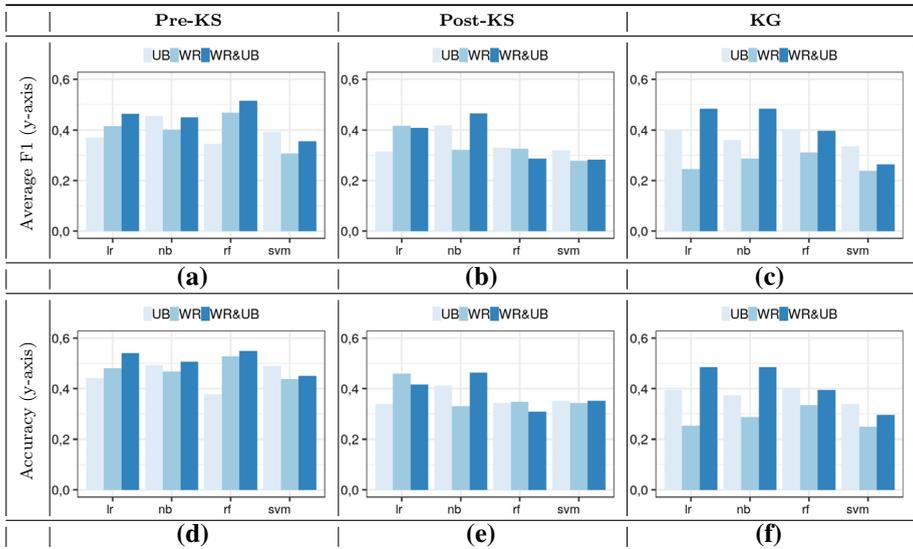 Pre-KS Post-KS KG
UB WR WR&UB UB WR WR&UB UB WR WR&UB
Average F1 (y-axis)
0,6 0,6 0,6
0,4 0,4 0,4
0,2 0,2 0,2
0,0 0,0 0,0
lr nb rf svm lr nb rf svm lr nb rf svm
(a) (b) (c)
UB WR WR&UB UB WR WR&UB UB WR WR&UB
Accuracy (y-axis)
0,6 0,6 0,6
0,4 0,4 0,4
0,2 0,2 0,2
0,0 0,0 0,0
lr nb rf svm lr nb rf svm lr nb rf svm
(d) (e) (f)